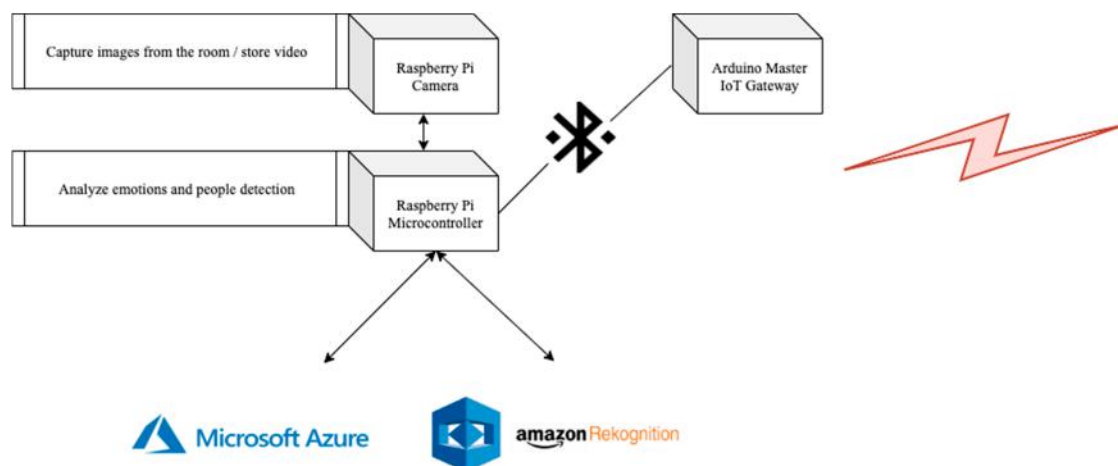 Capture images from the room / store video
Raspberry Pi
Camera
Arduino Master
IoT Gateway
Analyze emotions and people detection
Raspberry Pi
Microcontroller
Microsoft Azure
amazon Rekognition